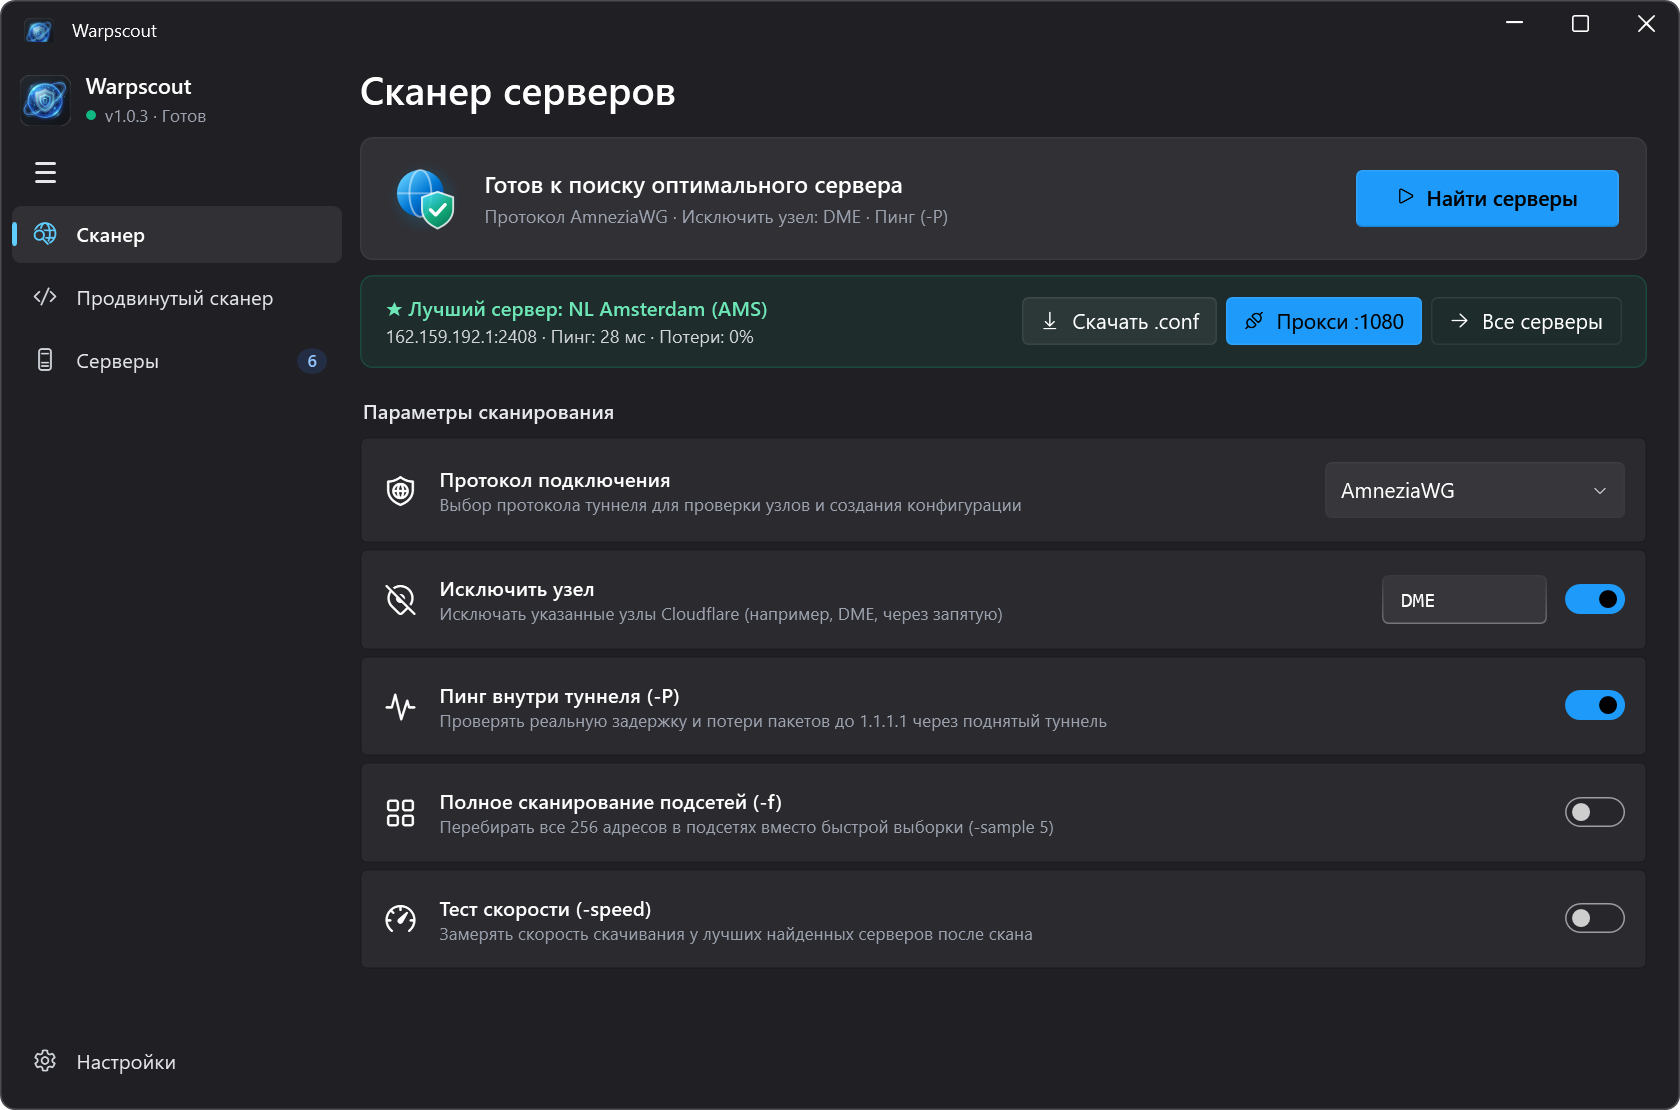 Warpscout
Warpscout
v1.0.3 · Готов
Сканер
Продвинутый сканер
Серверы
6
Настройки
Сканер серверов
Готов к поиску оптимального сервера
Протокол AmneziaWG · Исключить узел: DME · Пинг (-P)
Найти серверы
★ Лучший сервер: NL Amsterdam (AMS)
162.159.192.1:2408 · Пинг: 28 мс · Потери: 0%
Скачать .conf
Прокси :1080
Все серверы
Параметры сканирования
Протокол подключения
Выбор протокола туннеля для проверки узлов и создания конфигурации
AmneziaWG
Исключить узел
Исключать указанные узлы Cloudflare (например, DME, через запятую)
DME
Пинг внутри туннеля (-P)
Проверять реальную задержку и потери пакетов до 1.1.1.1 через поднятый туннель
Полное сканирование подсетей (-f)
Перебирать все 256 адресов в подсетях вместо быстрой выборки (-sample 5)
Тест скорости (-speed)
Замерять скорость скачивания у лучших найденных серверов после скана